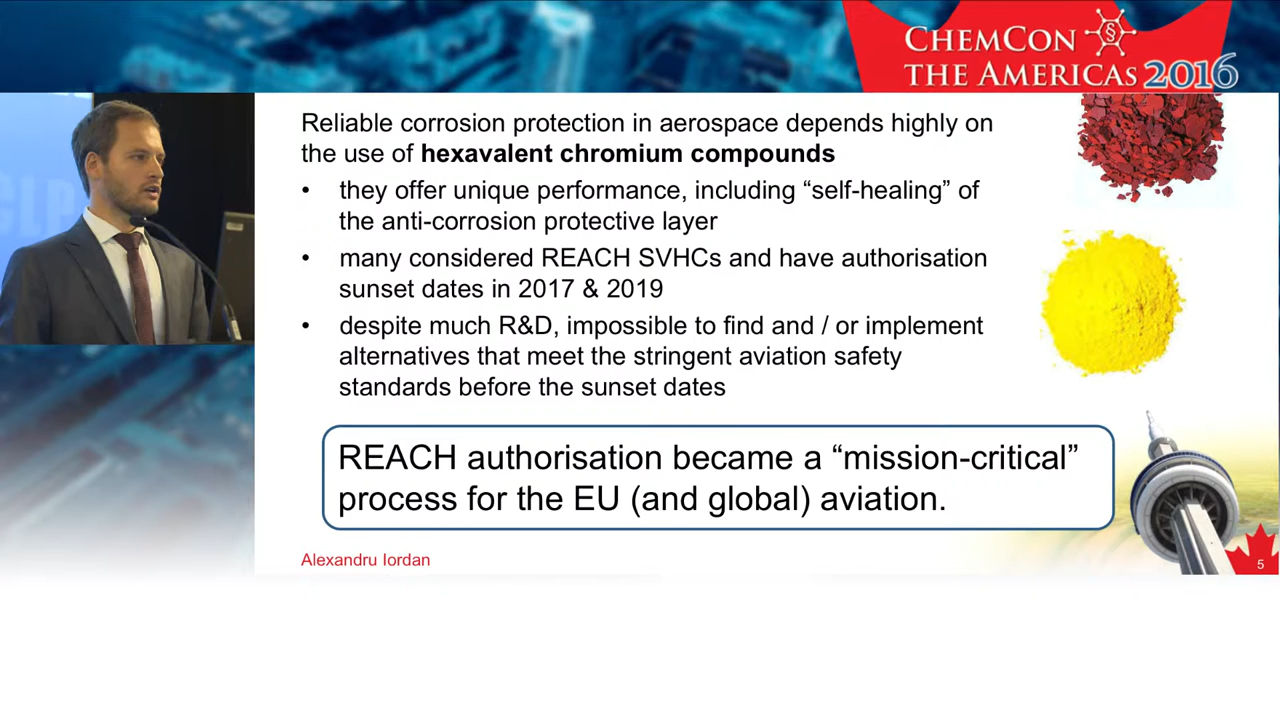 CHEMCON §
THE AMERICAS 2016
Reliable corrosion protection in aerospace depends highly on
the use of hexavalent chromium compounds
• they offer unique performance, including “self-healing” of
the anti-corrosion protective layer
• many considered REACH SVHCs and have authorisation
sunset dates in 2017 & 2019
• despite much R&D, impossible to find and / or implement
alternatives that meet the stringent aviation safety
standards before the sunset dates
REACH authorisation became a “mission-critical”
process for the EU (and global) aviation.
Alexandru Iordan
5